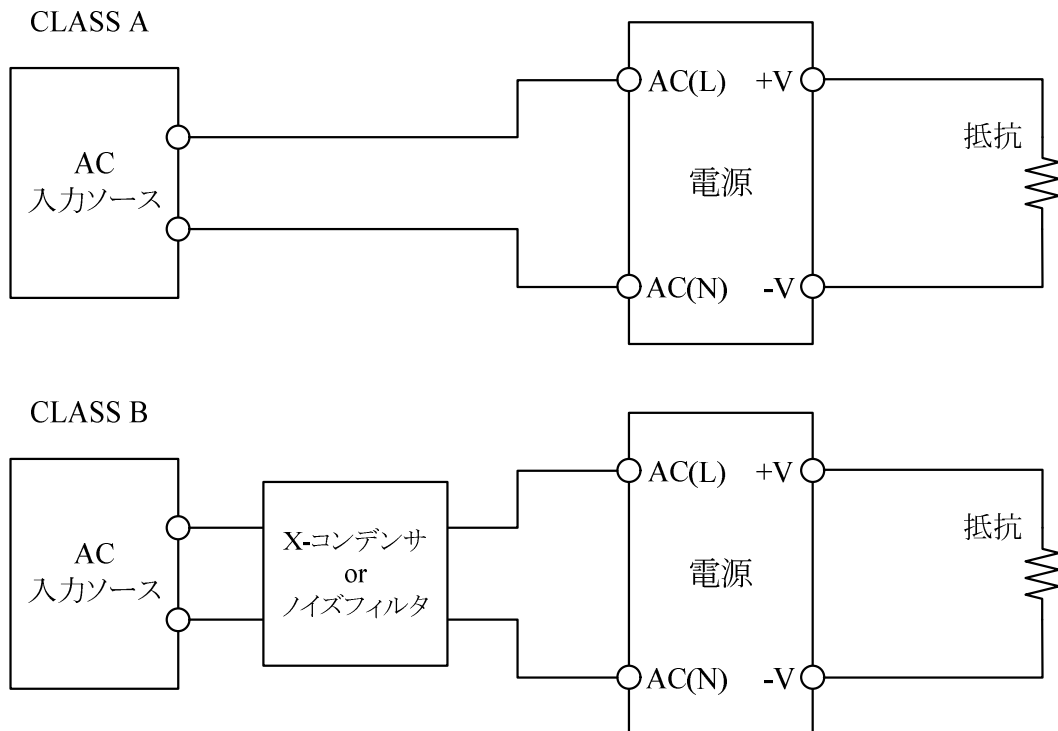 CLASS A
AC
入力ソース
AC(L)
+V
電源
AC(N)
-V
抵抗
CLASS B
AC
入力ソース
X-コンデンサ
or
ノイズフィルタ
AC(L)
+V
電源
AC(N)
-V
抵抗